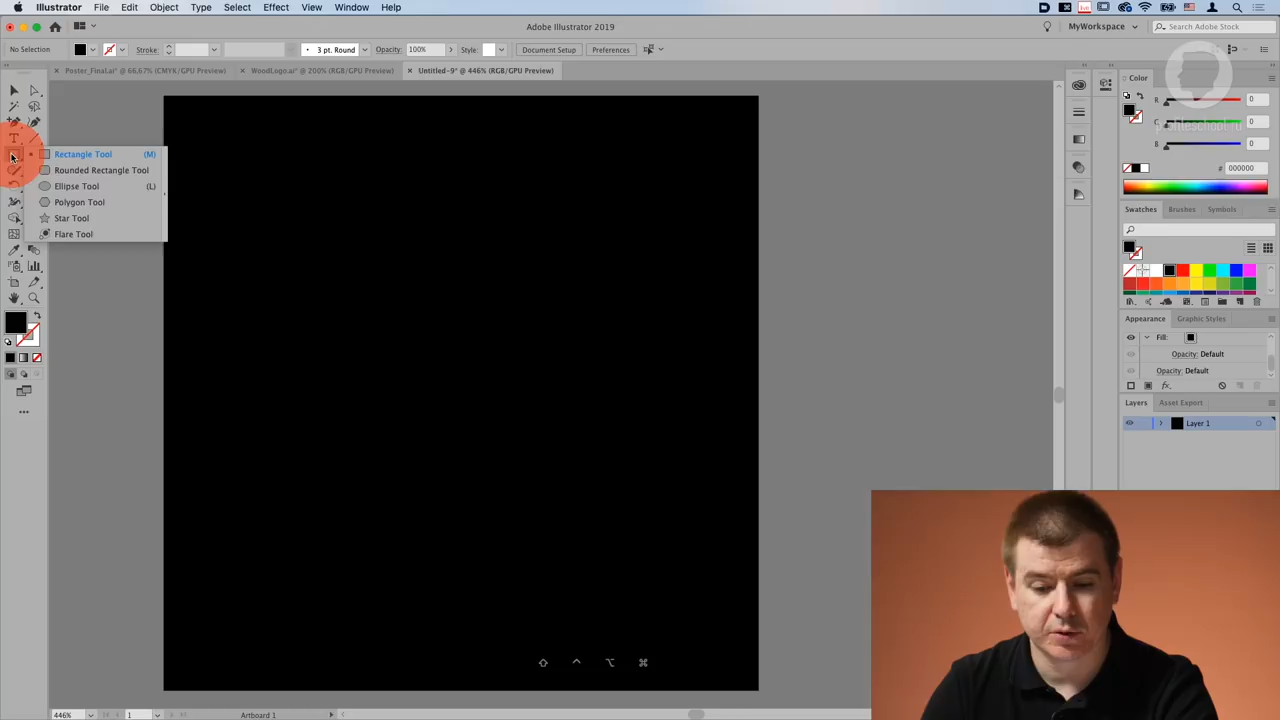 Illustrator File Edit Object Type Select Effect View Window Help
Adobe Illustrator 2019
MyWorkspace
Search Adobe Stock
No Selection
Stroke:
3 pt. Round
Opacity: 100%
Style:
Document Setup
Preferences
Poster_Final.ai* @ 66,67% (CMYK/GPU Preview)
WoodLogo.ai* @ 200% (RGB/GPU Preview)
Untitled-9* @ 446% (RGB/GPU Preview)
Rectangle Tool (M)
Rounded Rectangle Tool
Ellipse Tool (L)
Polygon Tool
Star Tool
Flare Tool
Color
R 0
G 0
B 0
# 000000
Swatches Brushes Symbols
Appearance Graphic Styles
Fill:
Opacity: Default
Opacity: Default
fx
Layers Asset Export
Layer 1
446%
1
Artboard 1